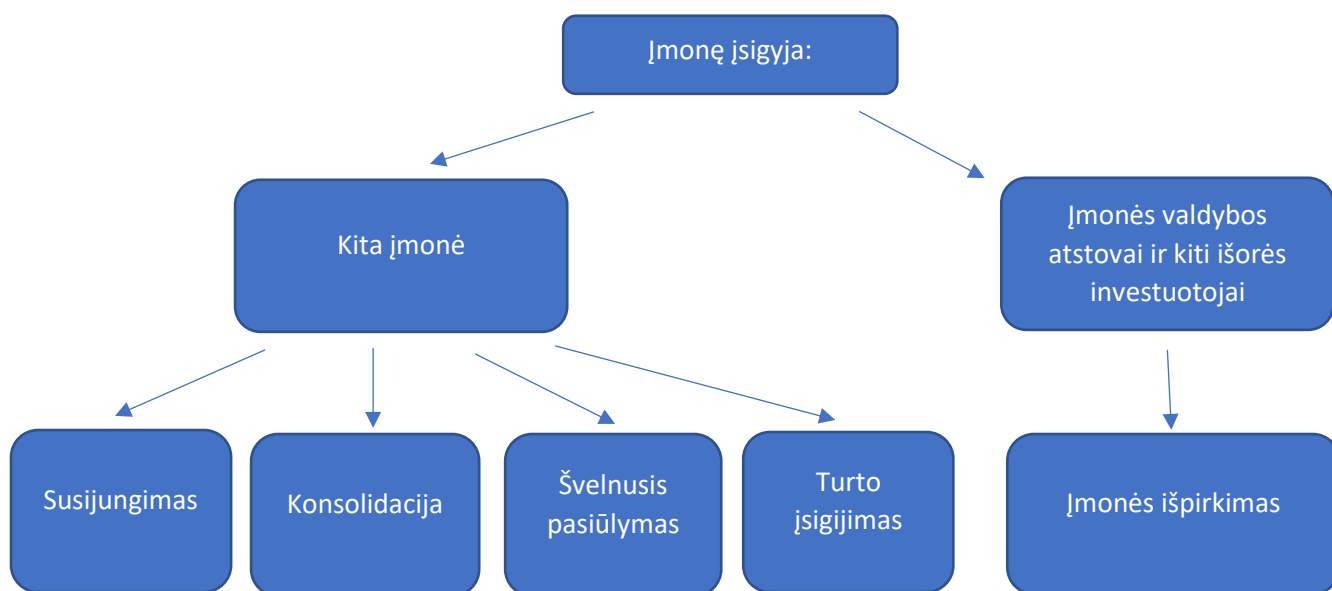 Įmonę įsigyja:
Kita įmonė
Įmonės valdybos
atstovai ir kiti išorės
investuotojai
Susijungimas
Konsolidacija
Švelnusis
pasiūlymas
Turto
įsigijimas
Įmonės išpirkimas